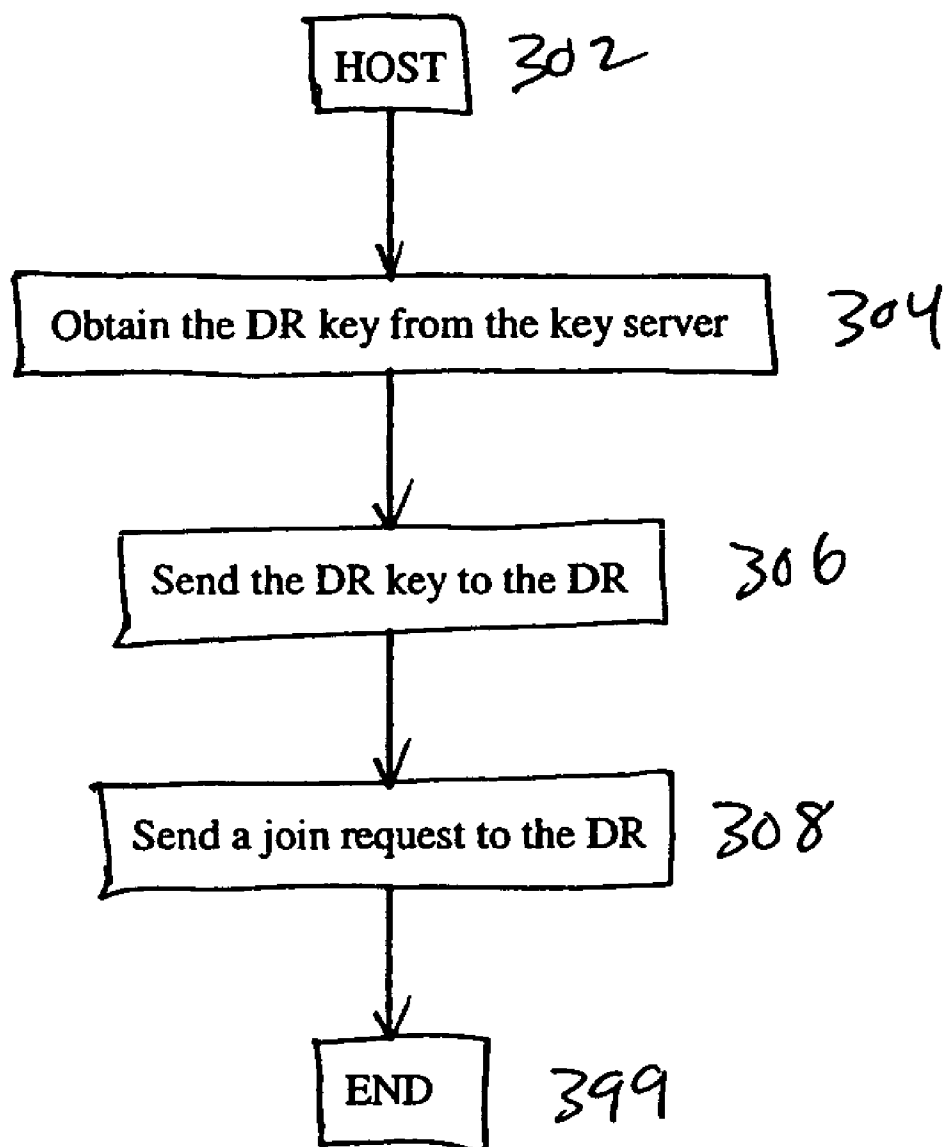 HOST 302
Obtain the DR key from the key server 304
Send the DR key to the DR 306
Send a join request to the DR 308
END 399